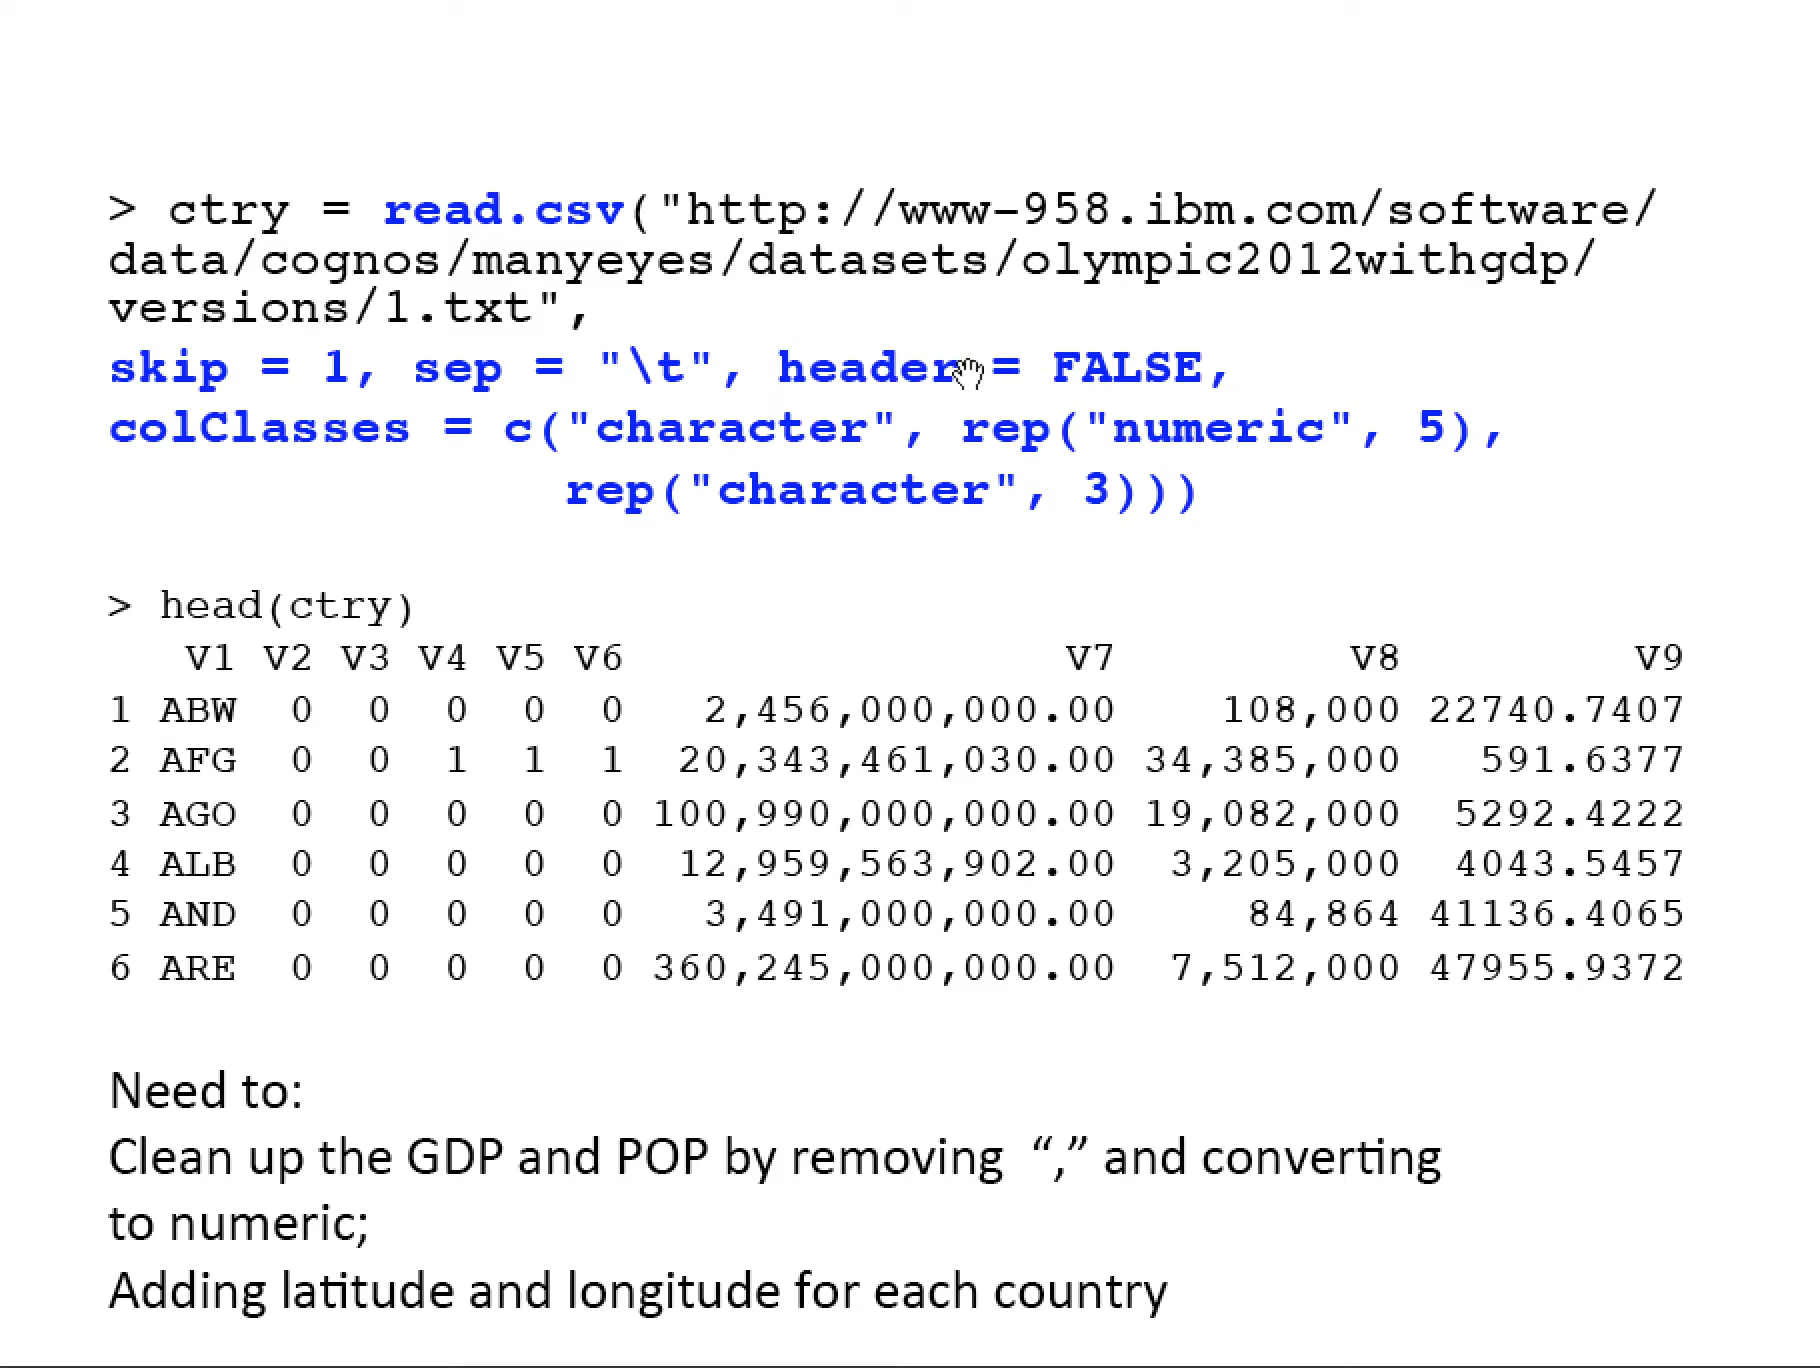 > ctry = read.csv("http://www-958.ibm.com/software/
data/cognos/manyeyes/datasets/olympic2012withgdp/
versions/1.txt",
skip = 1, sep = "\t", header = FALSE,
colClasses = c("character", rep("numeric", 5),
rep("character", 3)))
> head(ctry)
V1 V2 V3 V4 V5 V6 V7 V8 V9
1 ABW 0 0 0 0 0 2,456,000,000.00 108,000 22740.7407
2 AFG 0 0 1 1 1 20,343,461,030.00 34,385,000 591.6377
3 AGO 0 0 0 0 0 100,990,000,000.00 19,082,000 5292.4222
4 ALB 0 0 0 0 0 12,959,563,902.00 3,205,000 4043.5457
5 AND 0 0 0 0 0 3,491,000,000.00 84,864 41136.4065
6 ARE 0 0 0 0 0 360,245,000,000.00 7,512,000 47955.9372
Need to:
Clean up the GDP and POP by removing “,” and converting
to numeric;
Adding latitude and longitude for each country